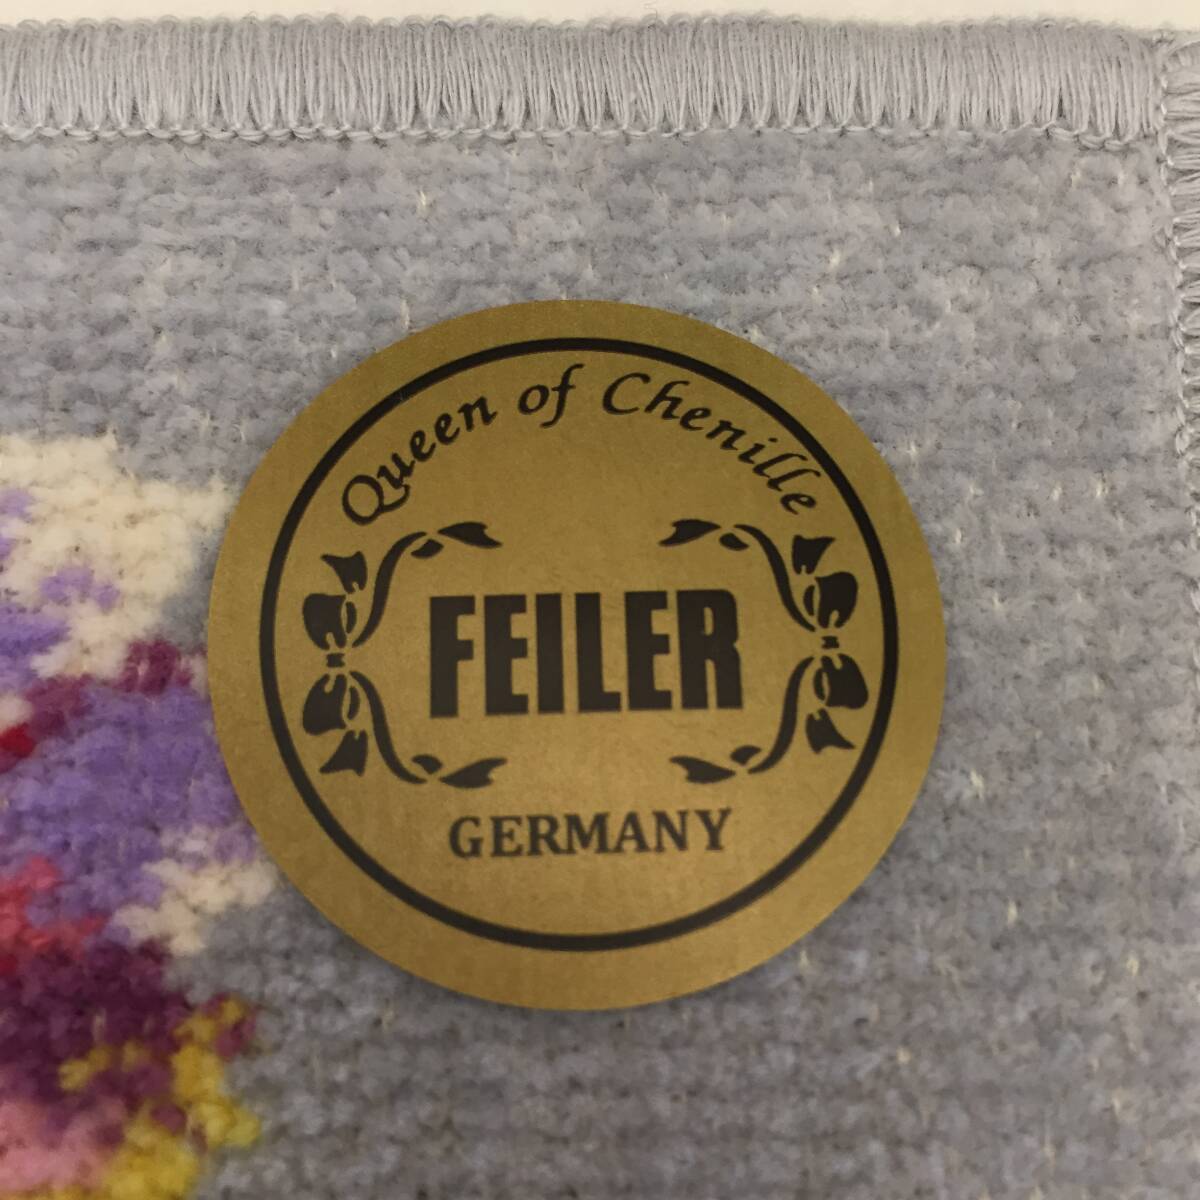 Queen of Chenille
FEILER
GERMANY